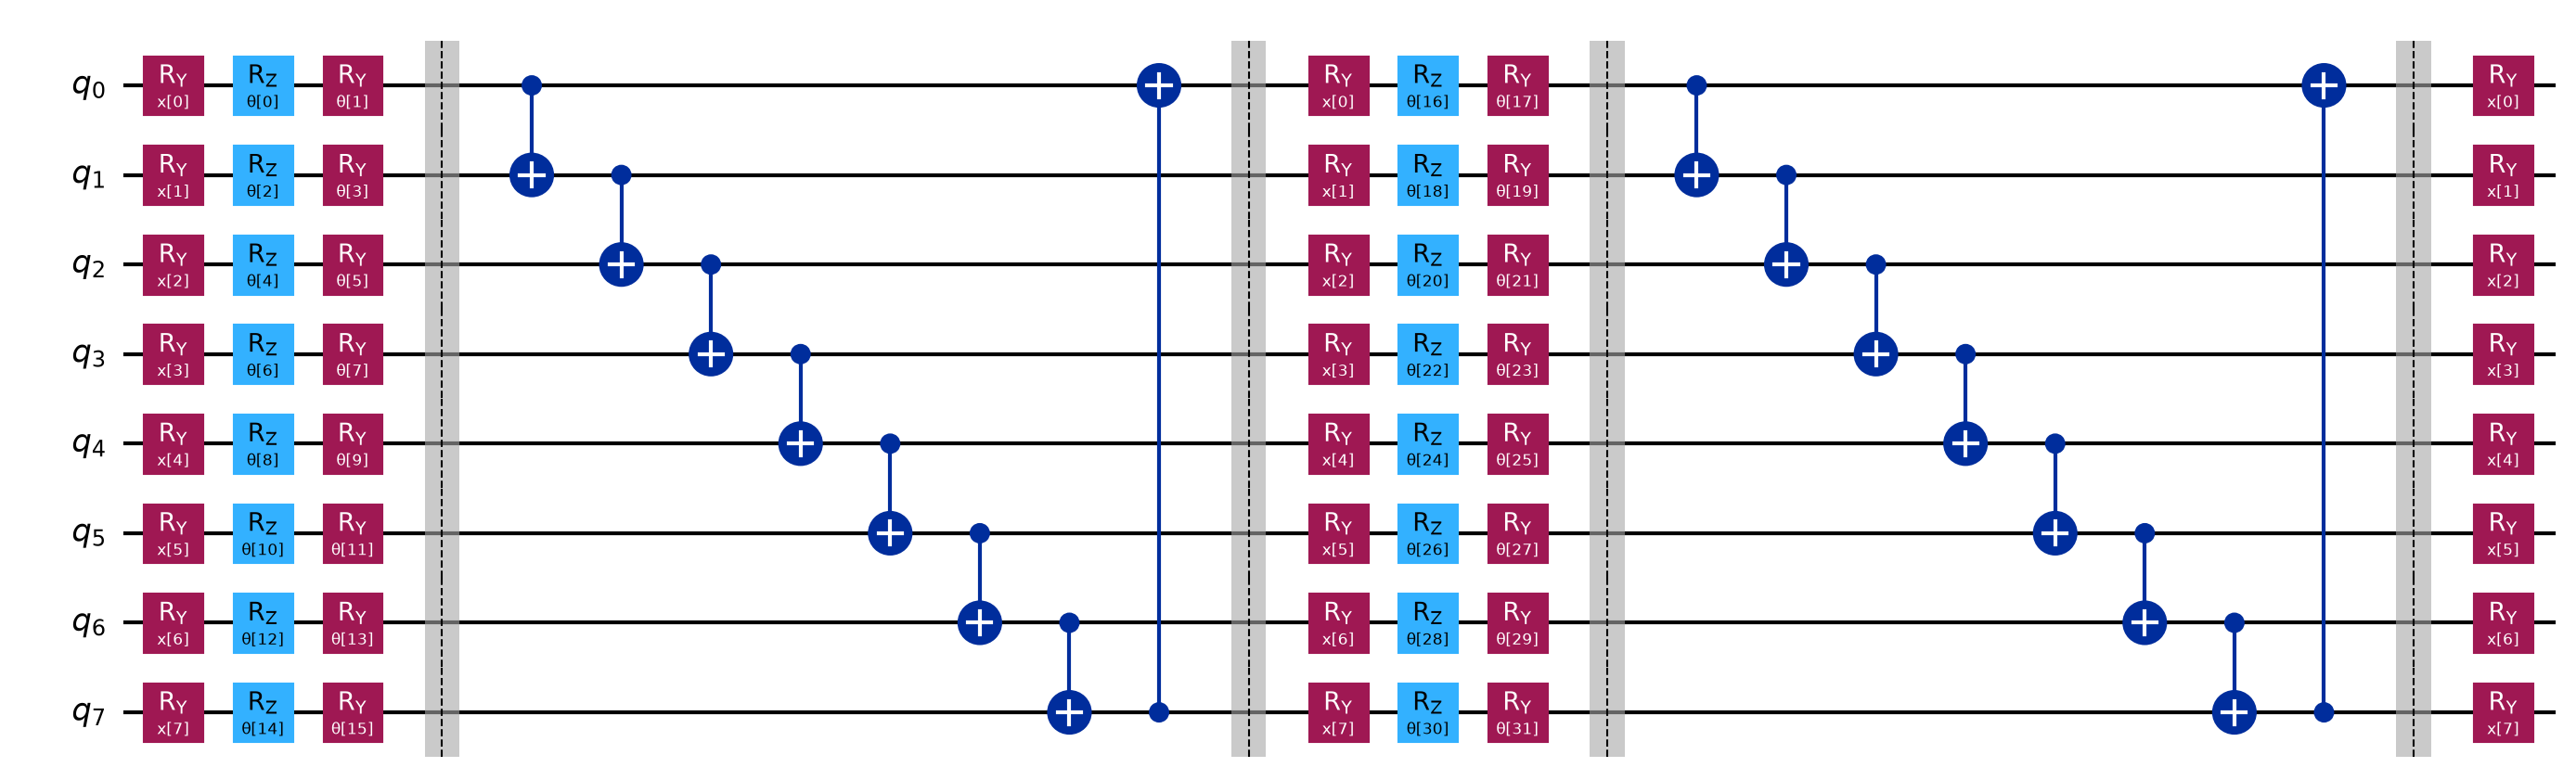 q0 RY x[0] RZ θ[0] RY θ[1] RY x[0] RZ θ[16] RY θ[17] RY x[0]
q1 RY x[1] RZ θ[2] RY θ[3] RY x[1] RZ θ[18] RY θ[19] RY x[1]
q2 RY x[2] RZ θ[4] RY θ[5] RY x[2] RZ θ[20] RY θ[21] RY x[2]
q3 RY x[3] RZ θ[6] RY θ[7] RY x[3] RZ θ[22] RY θ[23] RY x[3]
q4 RY x[4] RZ θ[8] RY θ[9] RY x[4] RZ θ[24] RY θ[25] RY x[4]
q5 RY x[5] RZ θ[10] RY θ[11] RY x[5] RZ θ[26] RY θ[27] RY x[5]
q6 RY x[6] RZ θ[12] RY θ[13] RY x[6] RZ θ[28] RY θ[29] RY x[6]
q7 RY x[7] RZ θ[14] RY θ[15] RY x[7] RZ θ[30] RY θ[31] RY x[7]